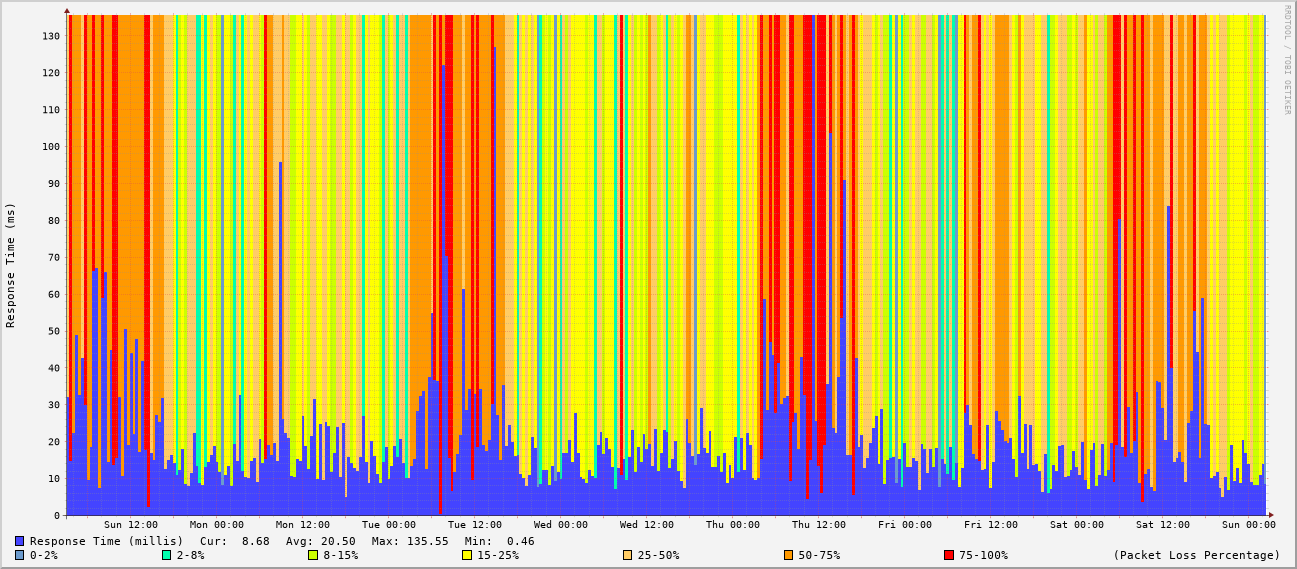 RRDTOOL / TOBI OETIKER
Response Time (ms)
130
120
110
100
90
80
70
60
50
40
30
20
10
0
Sun 12:00 Mon 00:00 Mon 12:00 Tue 00:00 Tue 12:00 Wed 00:00 Wed 12:00 Thu 00:00 Thu 12:00 Fri 00:00 Fri 12:00 Sat 00:00 Sat 12:00 Sun 00:00
Response Time (millis) Cur: 8.68 Avg: 20.50 Max: 135.55 Min: 0.46
0-2% 2-8% 8-15% 15-25% 25-50% 50-75% 75-100% (Packet Loss Percentage)